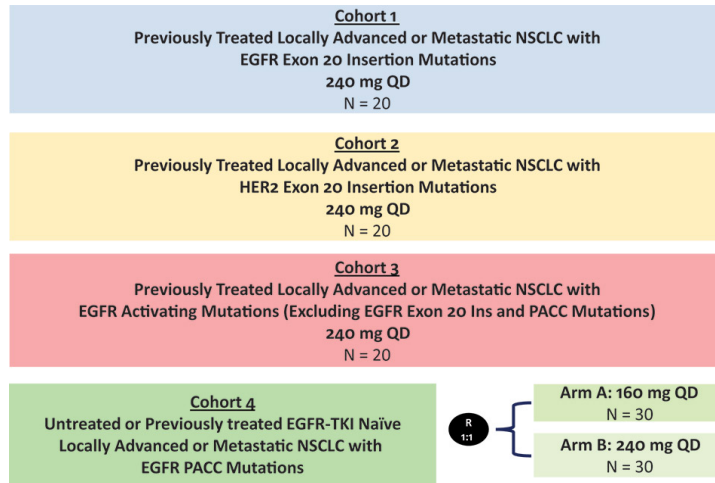 Cohort 1
Previously Treated Locally Advanced or Metastatic NSCLC with
EGFR Exon 20 Insertion Mutations
240 mg QD
N = 20
Cohort 2
Previously Treated Locally Advanced or Metastatic NSCLC with
HER2 Exon 20 Insertion Mutations
240 mg QD
N = 20
Cohort 3
Previously Treated Locally Advanced or Metastatic NSCLC with
EGFR Activating Mutations (Excluding EGFR Exon 20 Ins and PACC Mutations)
240 mg QD
N = 20
Cohort 4
Untreated or Previously treated EGFR-TKI Naïve
Locally Advanced or Metastatic NSCLC with
EGFR PACC Mutations
R
1:1
Arm A: 160 mg QD
N = 30
Arm B: 240 mg QD
N = 30